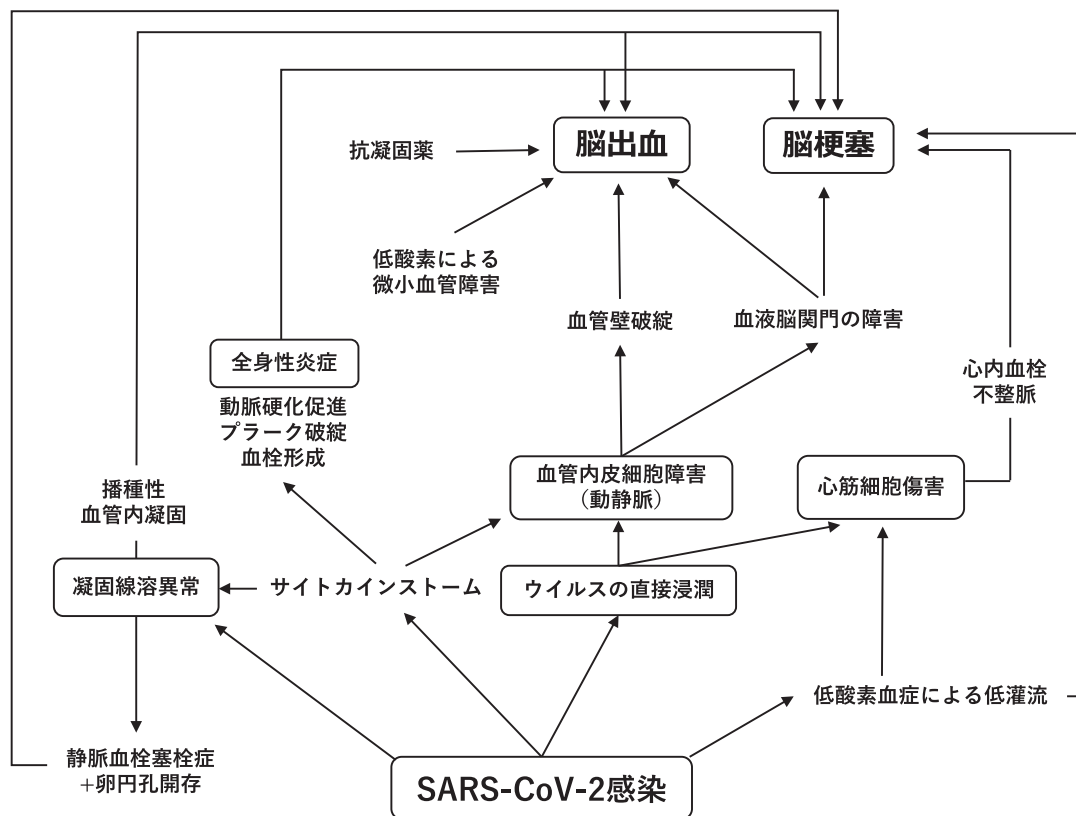 脳出血
脳梗塞
抗凝固薬
低酸素による
微小血管障害
血管壁破綻
血液脳関門の障害
全身性炎症
動脈硬化促進
プラーク破綻
血栓形成
心内血栓
不整脈
播種性
血管内凝固
血管内皮細胞障害
（動静脈）
心筋細胞傷害
凝固線溶異常
サイトカインストーム
ウイルスの直接浸潤
低酸素血症による低灌流
静脈血栓塞栓症
+卵円孔開存
SARS-CoV-2感染